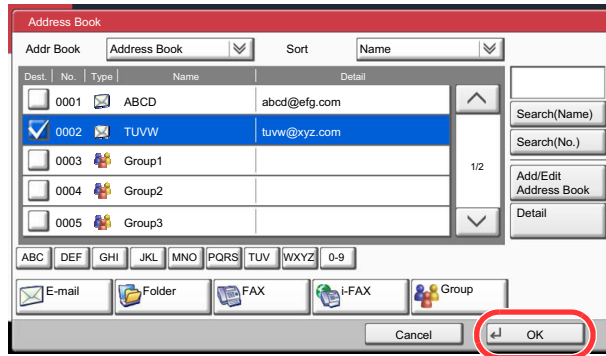 Address Book
Addr Book Address Book Sort Name
Dest. No. Type Name Detail
0001 ABCD abcd@efg.com
Search(Name)
0002 TUVW tuvw@xyz.com
Search(No.)
0003 Group1
1/2
Add/Edit
Address Book
0004 Group2
Detail
0005 Group3
ABC DEF GHI JKL MNO PQRS TUV WXYZ 0-9
E-mail Folder FAX i-FAX Group
Cancel OK